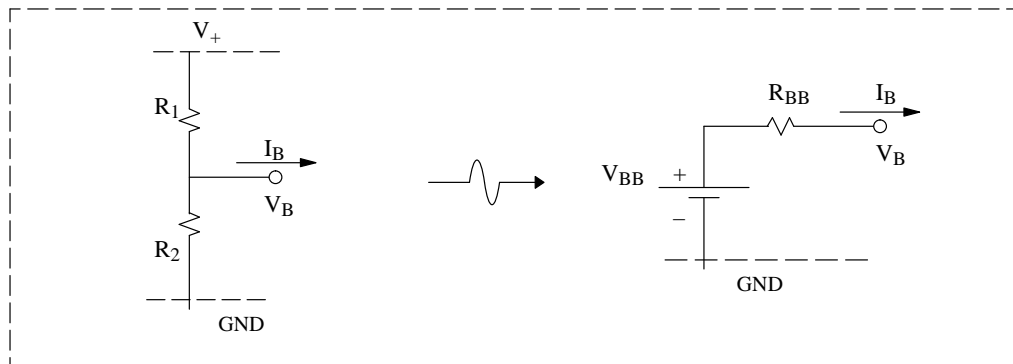 V+
R1
IB
VB
R2
GND
RBB
IB
VB
VBB
+
–
GND